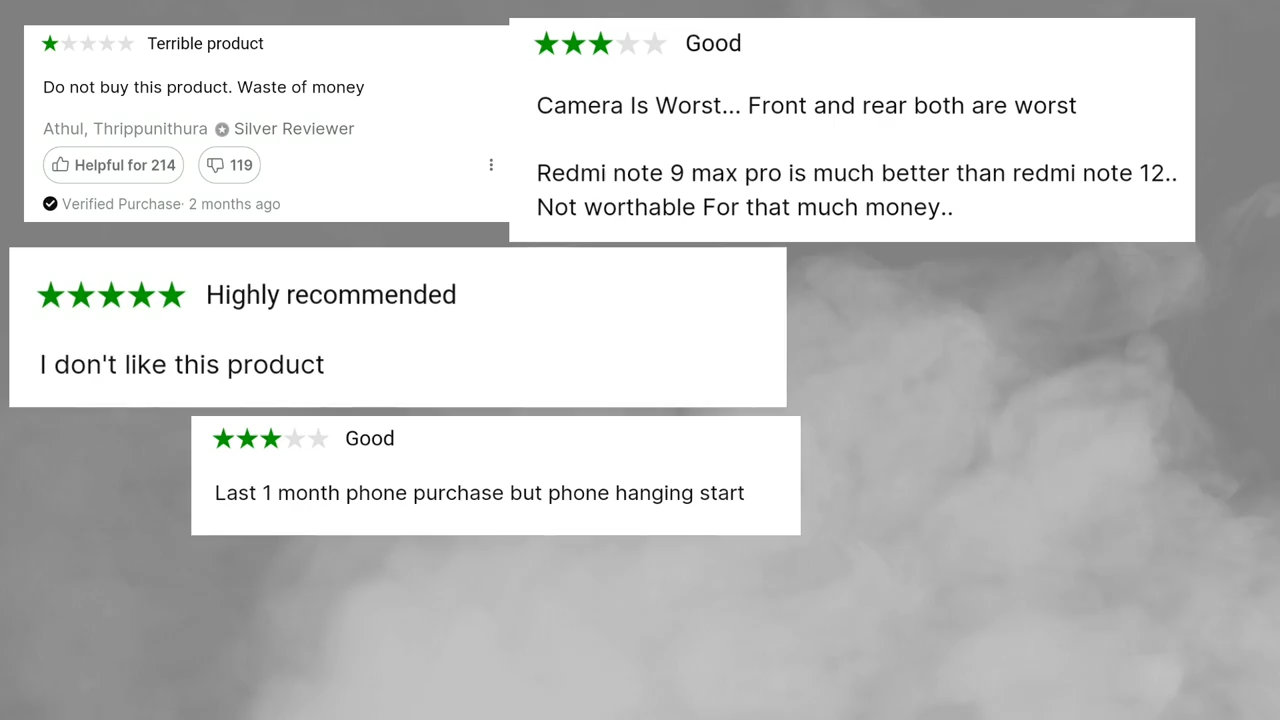 Terrible product
Do not buy this product. Waste of money
Athul, Thrippunithura Silver Reviewer
Helpful for 214
119
Verified Purchase· 2 months ago
Good
Camera Is Worst... Front and rear both are worst
Redmi note 9 max pro is much better than redmi note 12..
Not worthable For that much money..
Highly recommended
I don't like this product
Good
Last 1 month phone purchase but phone hanging start